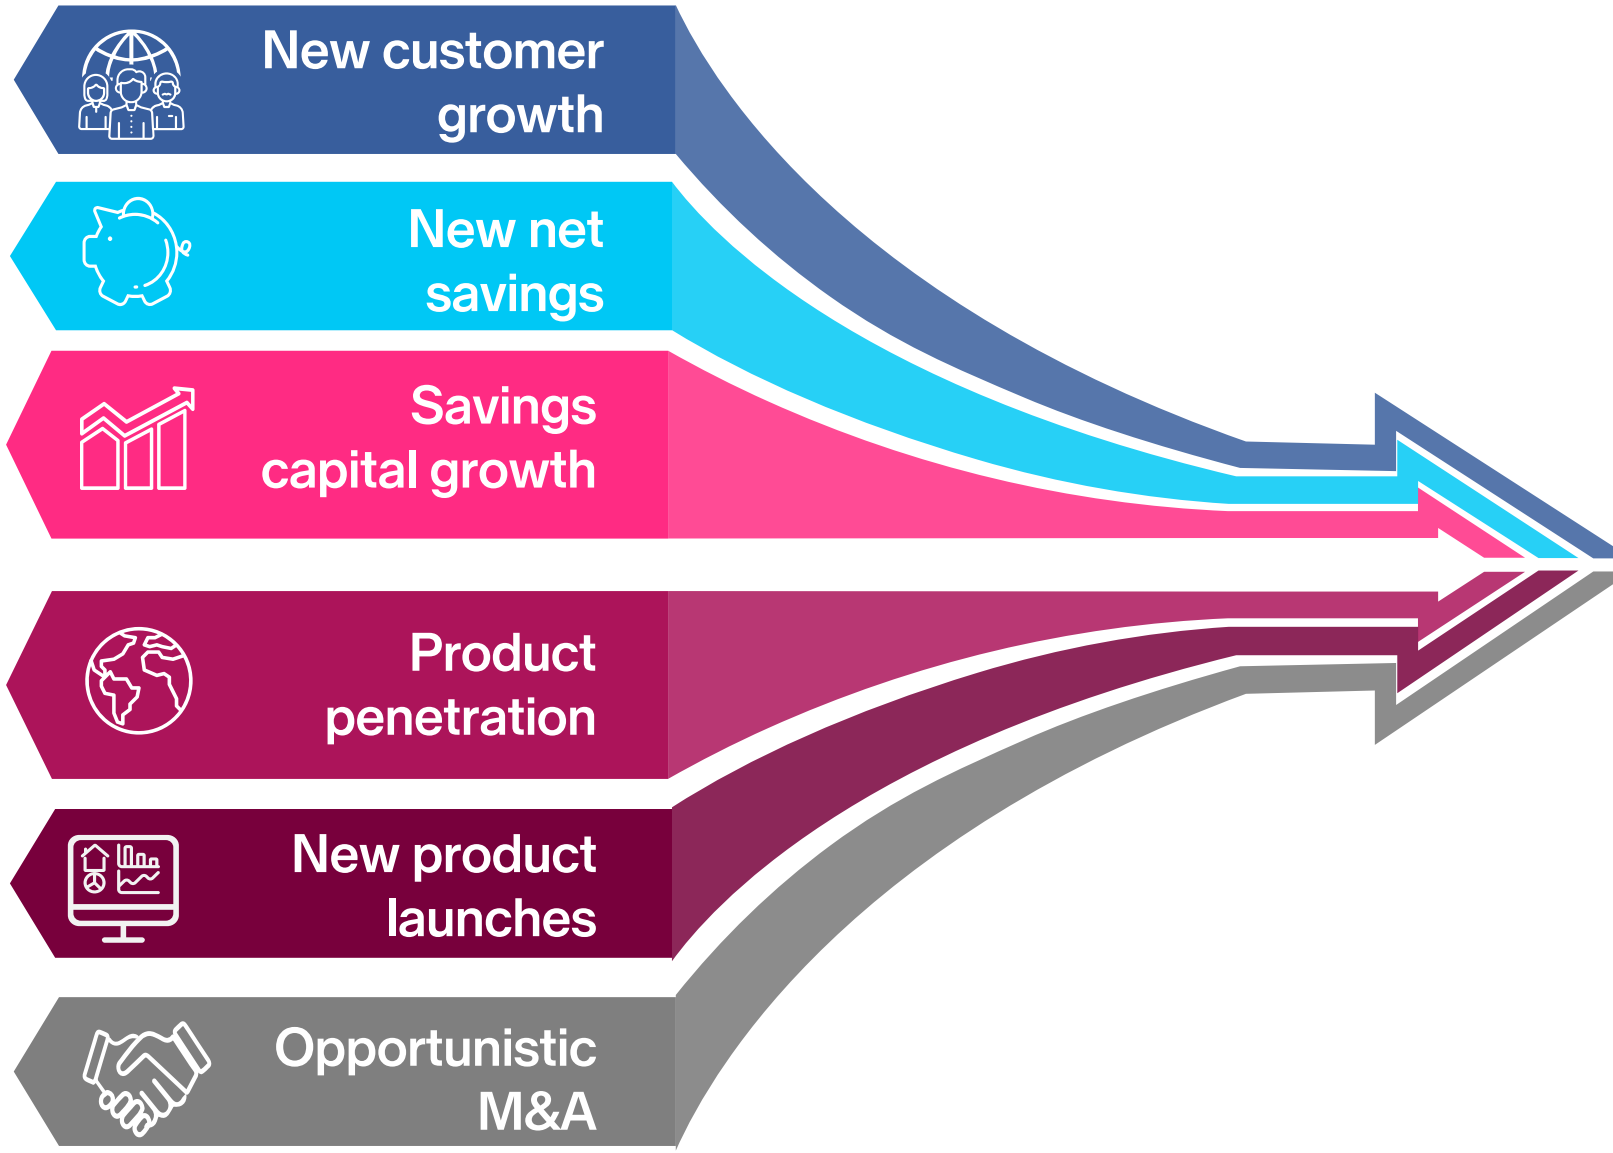 New customer
growth
New net
savings
Savings
capital growth
Product
penetration
New product
launches
Opportunistic
M&A